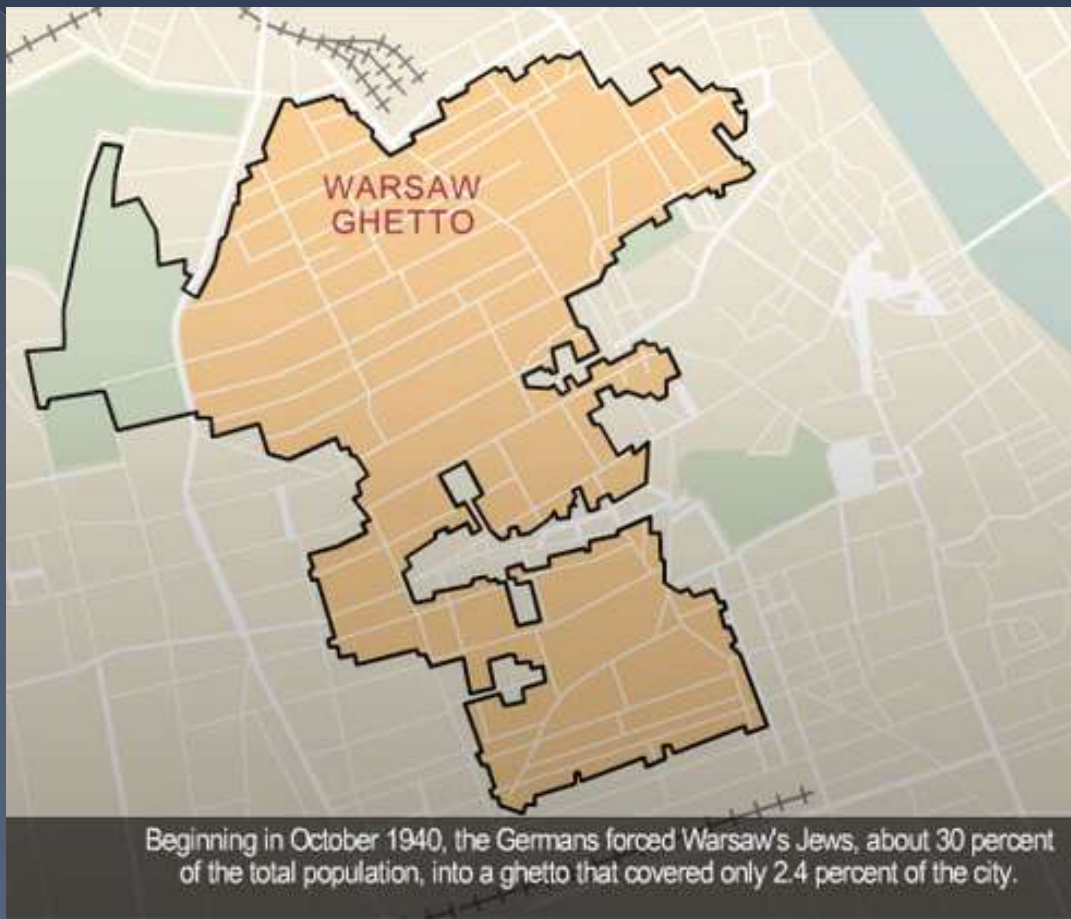 WARSAW
GHETTO
Beginning in October 1940, the Germans forced Warsaw's Jews, about 30 percent
of the total population, into a ghetto that covered only 2.4 percent of the city.